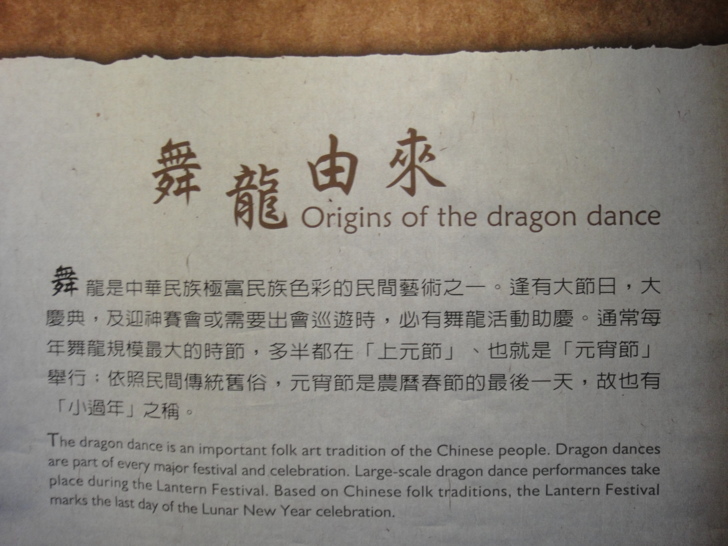 舞龍由來
Origins of the dragon dance
舞龍是中華民族極富民族色彩的民間藝術之一。逢有大節日，大
慶典，及迎神賽會或需要出會巡遊時，必有舞龍活動助慶。通常每
年舞龍規模最大的時節，多半都在「上元節」、也就是「元宵節」
舉行；依照民間傳統舊俗，元宵節是農曆春節的最後一天，故也有
「小過年」之稱。
The dragon dance is an important folk art tradition of the Chinese people. Dragon dances
are part of every major festival and celebration. Large-scale dragon dance performances take
place during the Lantern Festival. Based on Chinese folk traditions, the Lantern Festival
marks the last day of the Lunar New Year celebration.